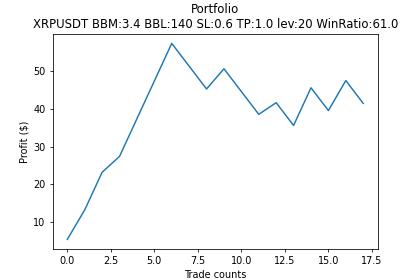 Portfolio
XRPUSDT BBM:3.4 BBL:140 SL:0.6 TP:1.0 lev:20 WinRatio:61.0
Profit ($)
50
40
30
20
10
0.0 2.5 5.0 7.5 10.0 12.5 15.0 17.5
Trade counts